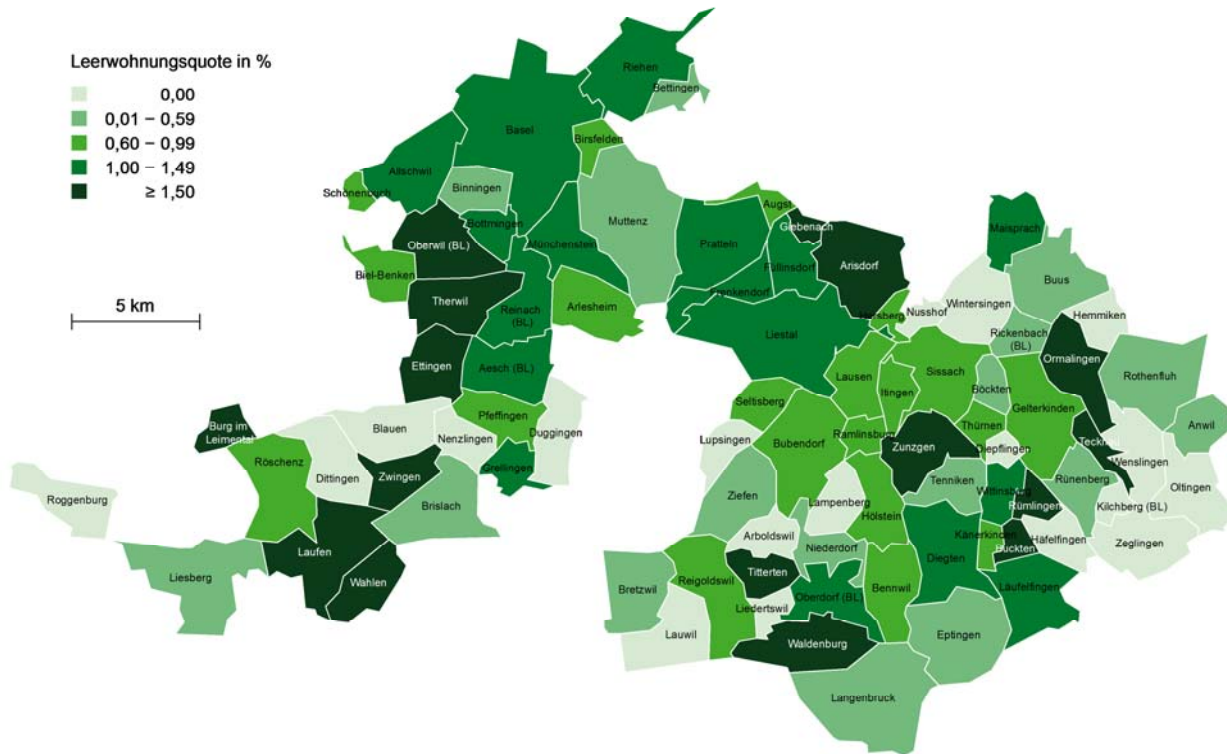 Leerwohnungsquote in %
0,00
0,01 – 0,59
0,60 – 0,99
1,00 – 1,49
≥ 1,50
5 km
Riehen
Bettingen
Basel
Birsfelden
Allschwil
Schönenbuch
Binningen
Muttenz
Augst
Bottmingen
Giebenach
Oberwil (BL)
Münchenstein
Pratteln
Maisprach
Füllinsdorf
Arisdorf
Biel-Benken
Buus
Frenkendorf
Therwil
Reinach (BL)
Arlesheim
Wintersingen
Nusshof
Hersberg
Hemmiken
Liestal
Rickenbach (BL)
Ormalingen
Ettingen
Aesch (BL)
Lausen
Sissach
Rothenfluh
Itingen
Böckten
Seltisberg
Gelterkinden
Pfeffingen
Burg im Leimental
Blauen
Nenzlingen
Duggingen
Lupsingen
Bubendorf
Ramlinsburg
Thürnen
Anwil
Zunzgen
Diepflingen
Tecknau
Röschenz
Wenslingen
Grellingen
Dittingen
Zwingen
Tenniken
Rünenberg
Oltingen
Wittinsburg
Roggenburg
Brislach
Ziefen
Lampenberg
Rümlingen
Kilchberg (BL)
Hölstein
Arboldswil
Känerkinden
Häfelfingen
Laufen
Niederdorf
Buckten
Zeglingen
Diegten
Liesberg
Wahlen
Titterten
Bretzwil
Reigoldswil
Bennwil
Läufelfingen
Oberdorf (BL)
Liedertswil
Lauwil
Waldenburg
Eptingen
Langenbruck